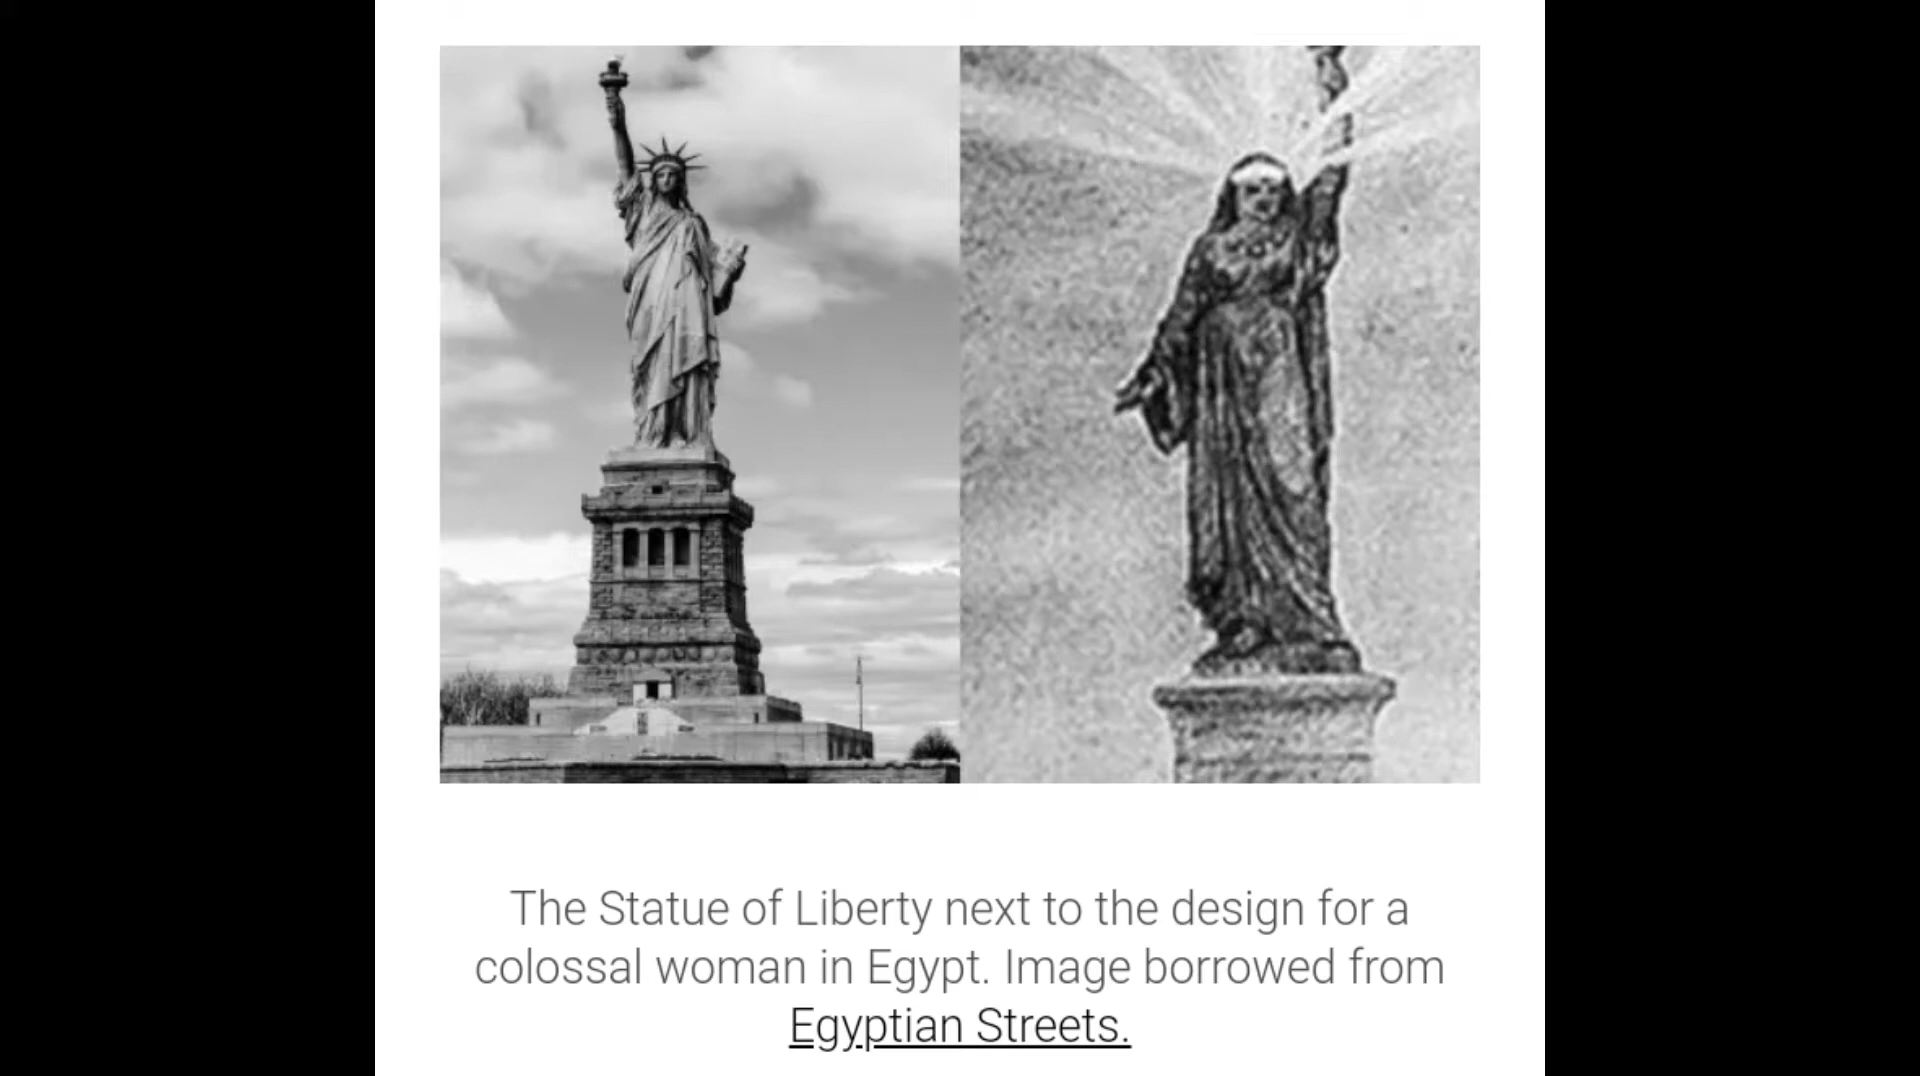 The Statue of Liberty next to the design for a
colossal woman in Egypt. Image borrowed from
Egyptian Streets.